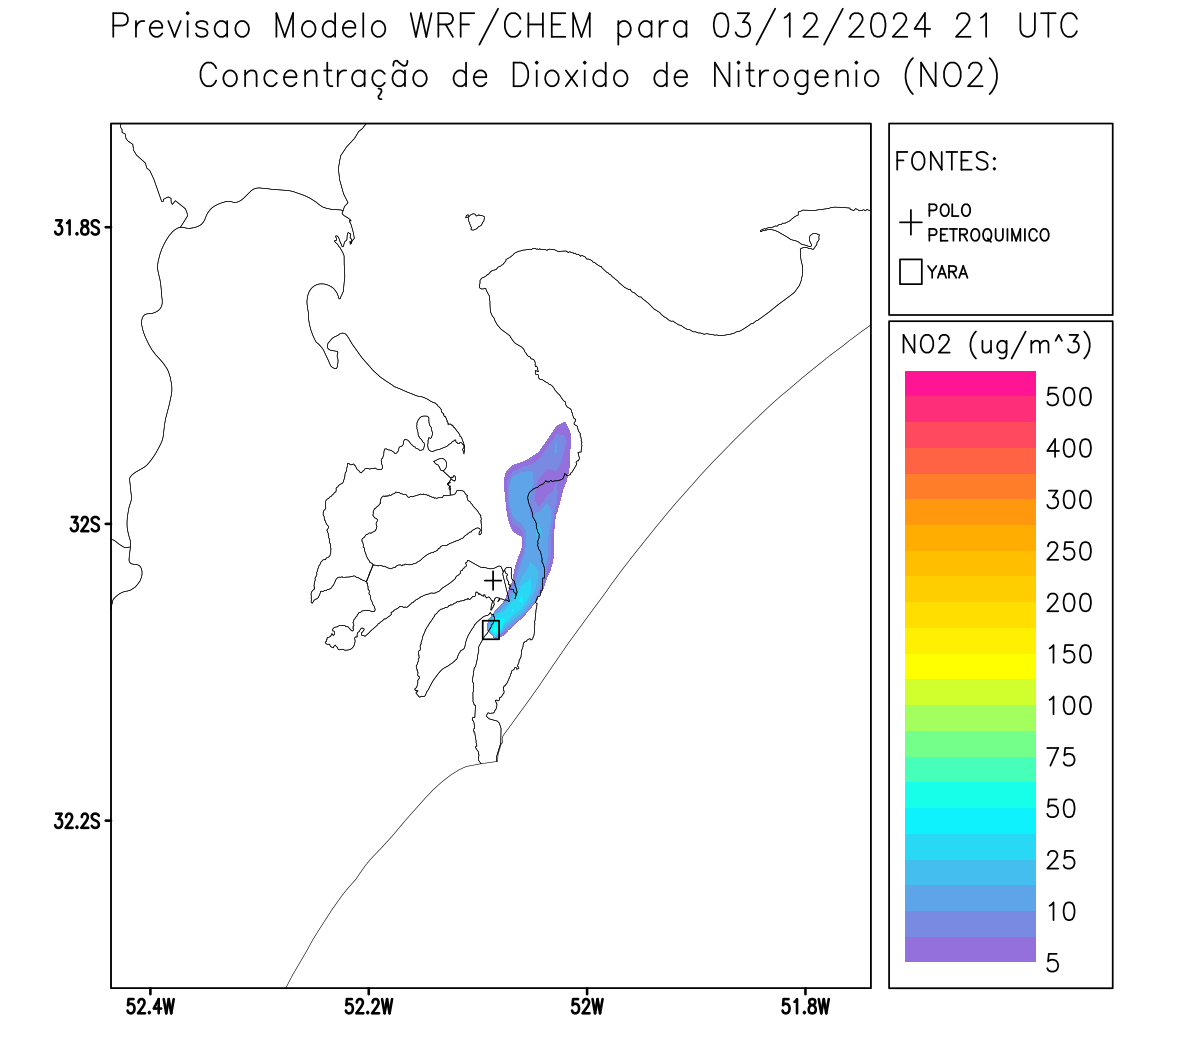 Previsao Modelo WRF/CHEM para 03/12/2024 21 UTC
Concentração de Dioxido de Nitrogenio (NO2)
FONTES:
POLO
PETROQUIMICO
YARA
NO2 (ug/m^3)
500
400
300
250
200
150
100
75
50
25
10
5
31.8S
32S
32.2S
52.4W 52.2W 52W 51.8W